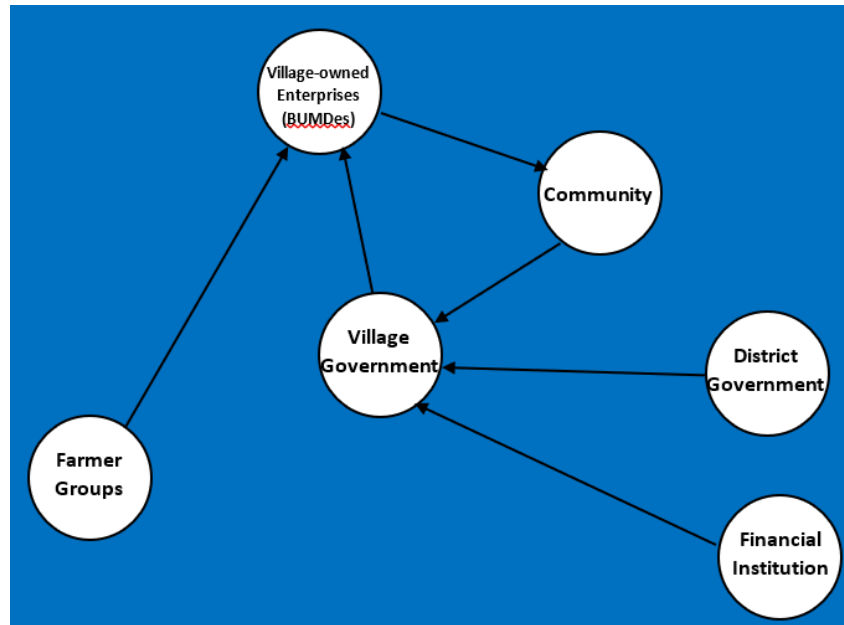 Village-owned
Enterprises
(BUMDes)
Community
Village
Government
District
Government
Farmer
Groups
Financial
Institution